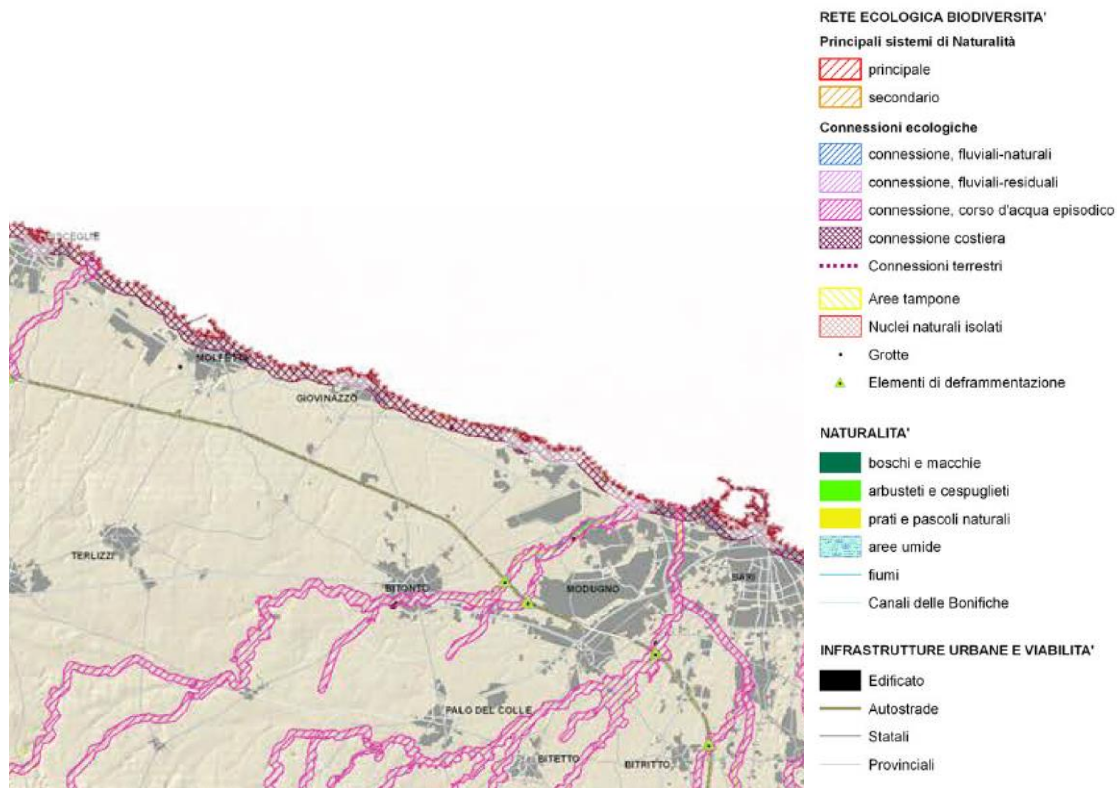 RETE ECOLOGICA BIODIVERSITA'
Principali sistemi di Naturalità
principale
secondario
Connessioni ecologiche
connessione, fluviali-naturali
connessione, fluviali-residuali
connessione, corso d'acqua episodico
connessione costiera
Connessioni terrestri
Aree tampone
Nuclei naturali isolati
Grotte
Elementi di deframmentazione
NATURALITA'
boschi e macchie
arbusteti e cespuglieti
prati e pascoli naturali
aree umide
fiumi
Canali delle Bonifiche
INFRASTRUTTURE URBANE E VIABILITA'
Edificato
Autostrade
Statali
Provinciali
BISCEGLIE
MOLFETTA
GIOVINAZZO
TERLIZZI
BITONTO
MODUGNO
BARI
PALO DEL COLLE
BITETTO
BITRITTO